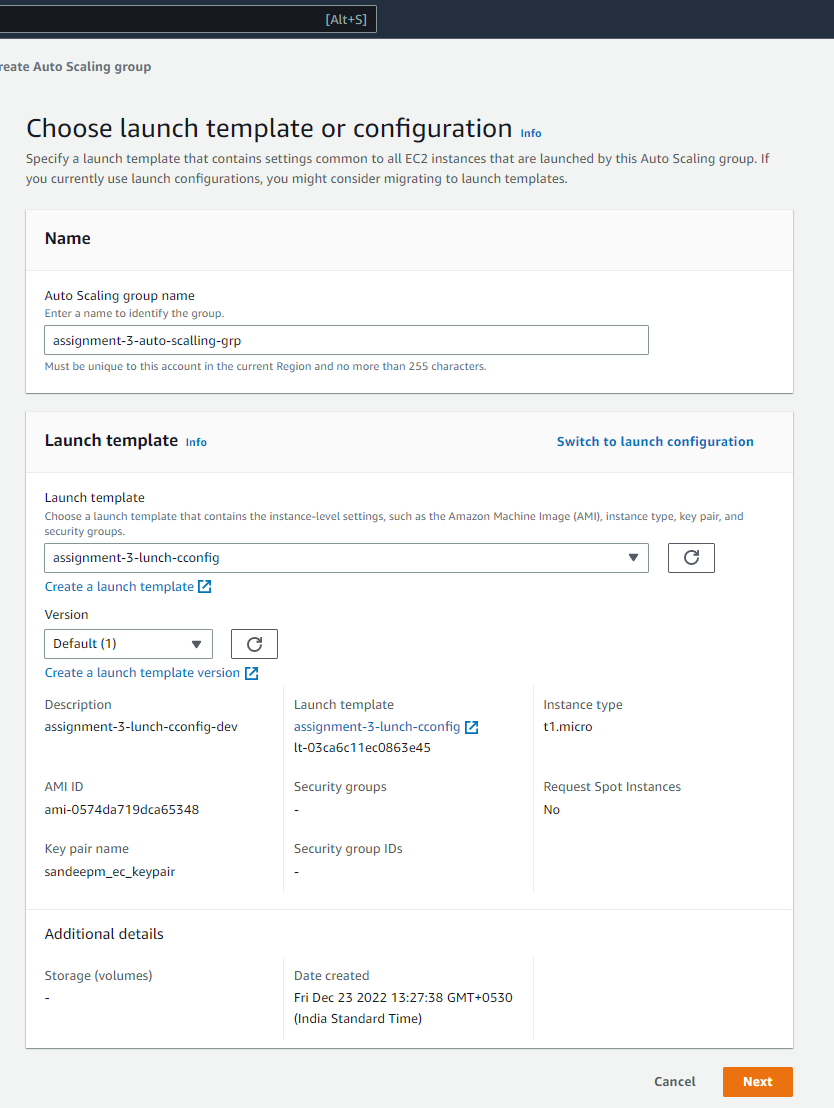 [Alt+S]
reate Auto Scaling group
Choose launch template or configuration Info
Specify a launch template that contains settings common to all EC2 instances that are launched by this Auto Scaling group. If
you currently use launch configurations, you might consider migrating to launch templates.
Name
Auto Scaling group name
Enter a name to identify the group.
assignment-3-auto-scalling-grp
Must be unique to this account in the current Region and no more than 255 characters.
Launch template Info Switch to launch configuration
Launch template
Choose a launch template that contains the instance-level settings, such as the Amazon Machine Image (AMI), instance type, key pair, and
security groups.
assignment-3-lunch-cconfig
Create a launch template
Version
Default (1)
Create a launch template version
Description Launch template Instance type
assignment-3-lunch-cconfig-dev assignment-3-lunch-cconfig t1.micro
lt-03ca6c11ec0863e45
AMI ID Security groups Request Spot Instances
ami-0574da719dca65348 - No
Key pair name Security group IDs
sandeepm_ec_keypair -
Additional details
Storage (volumes) Date created
- Fri Dec 23 2022 13:27:38 GMT+0530
(India Standard Time)
Cancel Next